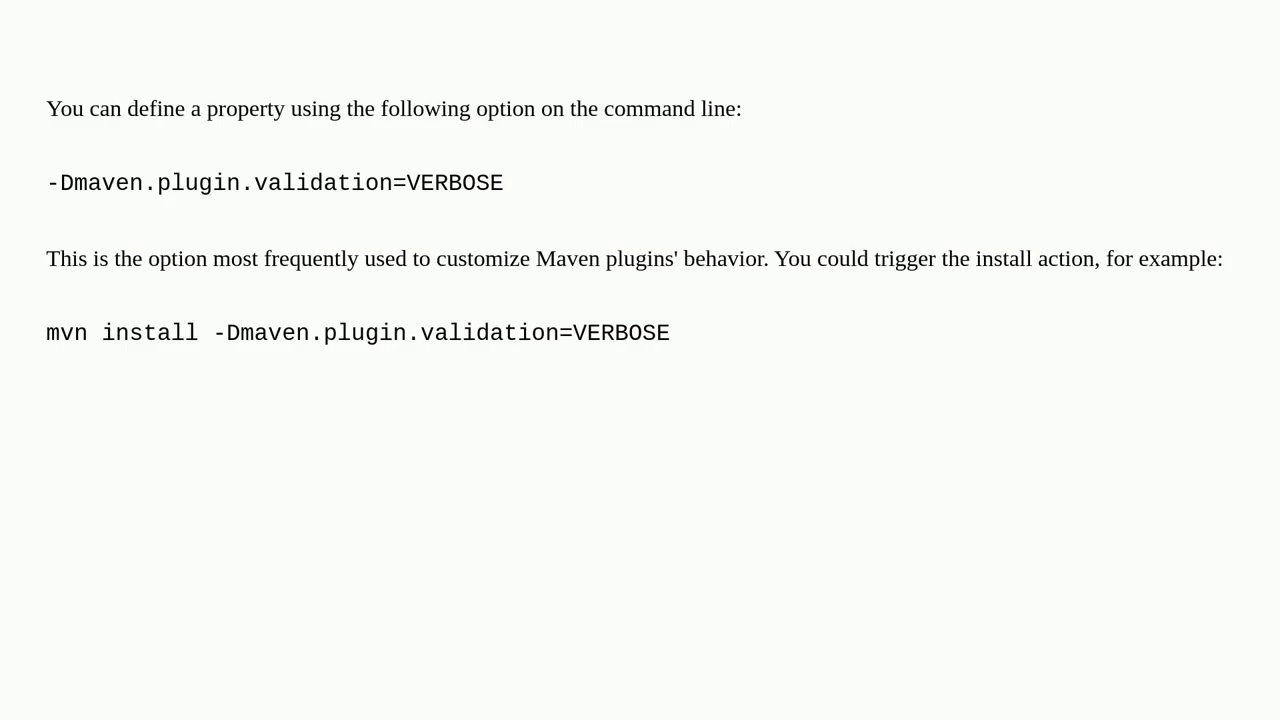 You can define a property using the following option on the command line:
-Dmaven.plugin.validation=VERBOSE
This is the option most frequently used to customize Maven plugins' behavior. You could trigger the install action, for example:
mvn install -Dmaven.plugin.validation=VERBOSE